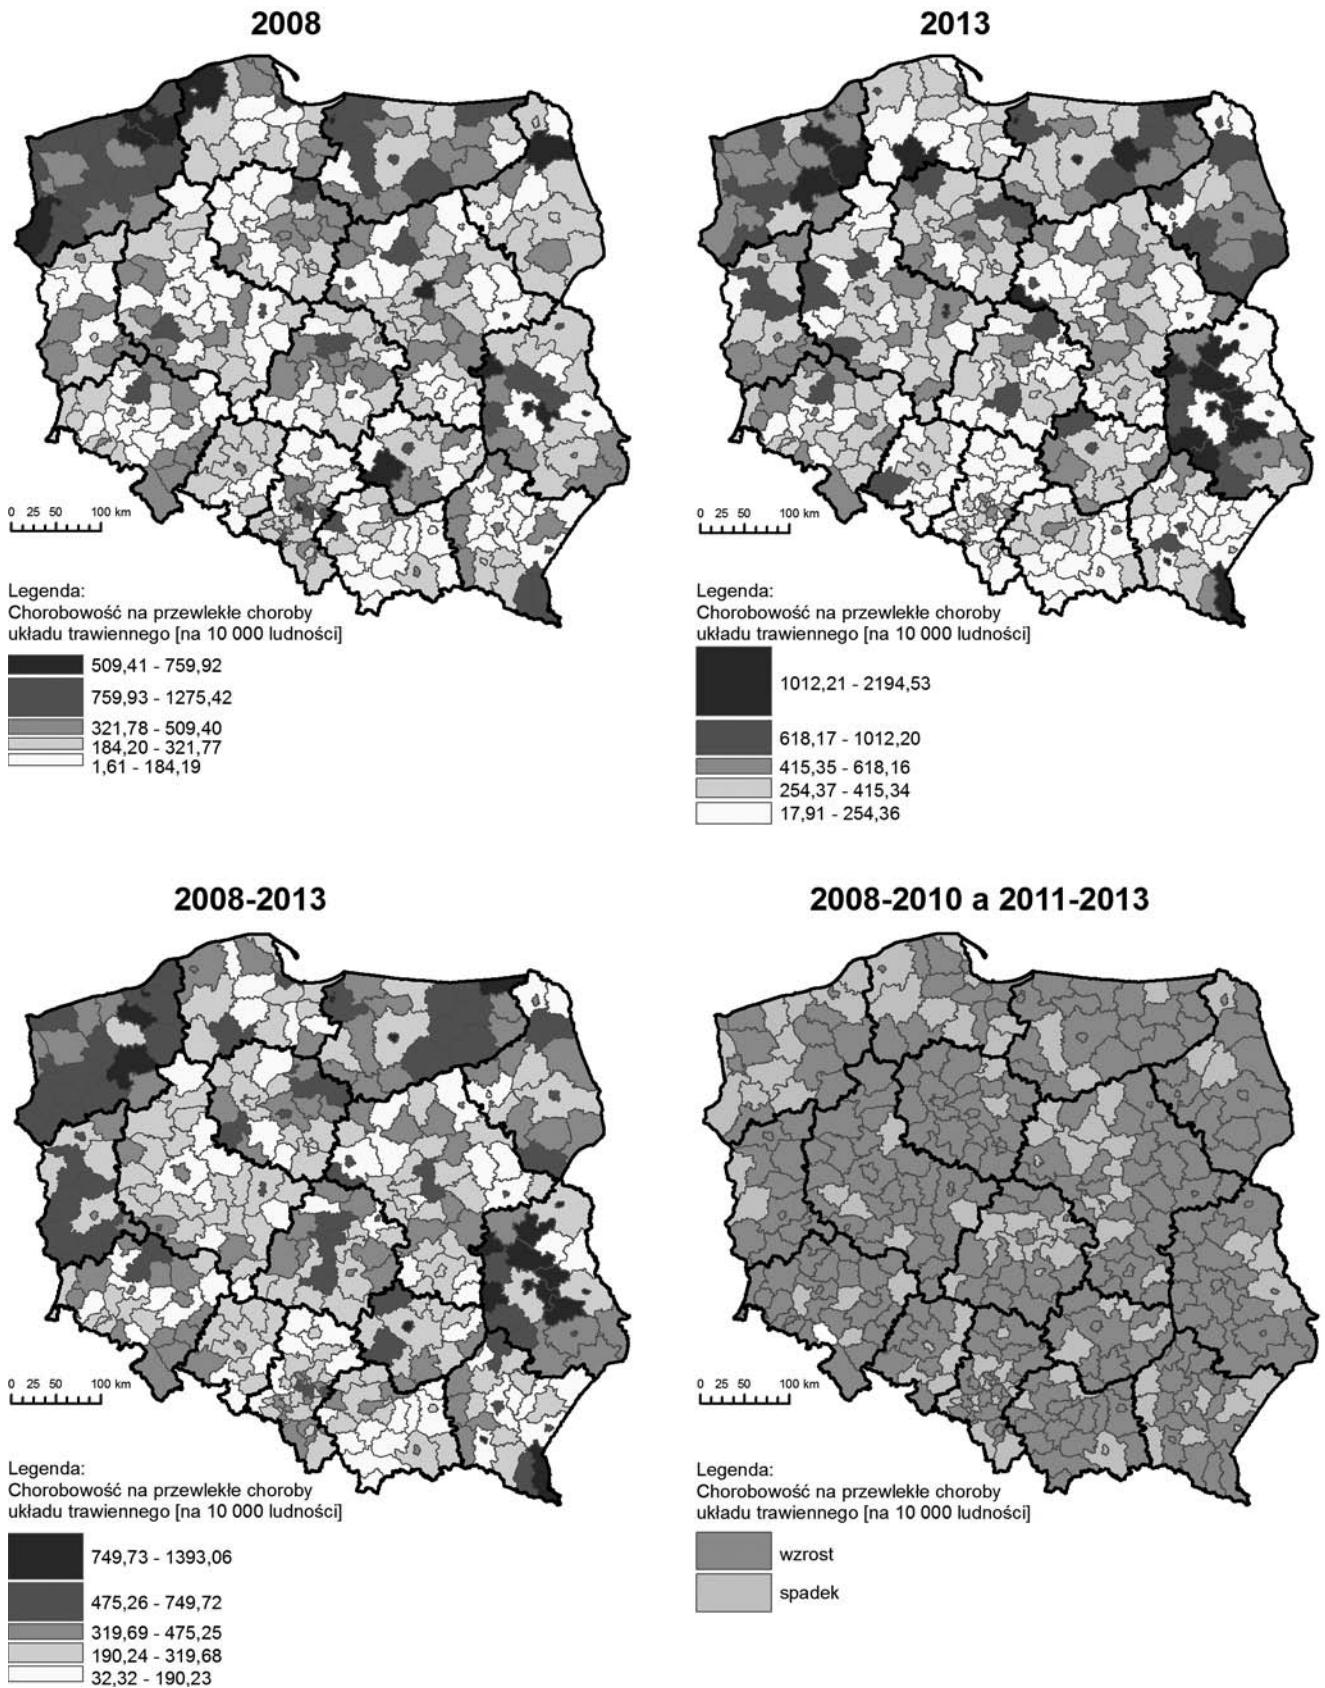 2008
2013
0 25 50 100 km
Legenda:
Chorobowość na przewlekłe choroby
układu trawiennego [na 10 000 ludności]
509,41 - 759,92
759,93 - 1275,42
321,78 - 509,40
184,20 - 321,77
1,61 - 184,19
0 25 50 100 km
Legenda:
Chorobowość na przewlekłe choroby
układu trawiennego [na 10 000 ludności]
1012,21 - 2194,53
618,17 - 1012,20
415,35 - 618,16
254,37 - 415,34
17,91 - 254,36
2008-2013
2008-2010 a 2011-2013
0 25 50 100 km
Legenda:
Chorobowość na przewlekłe choroby
układu trawiennego [na 10 000 ludności]
749,73 - 1393,06
475,26 - 749,72
319,69 - 475,25
190,24 - 319,68
32,32 - 190,23
0 25 50 100 km
Legenda:
Chorobowość na przewlekłe choroby
układu trawiennego [na 10 000 ludności]
wzrost
spadek